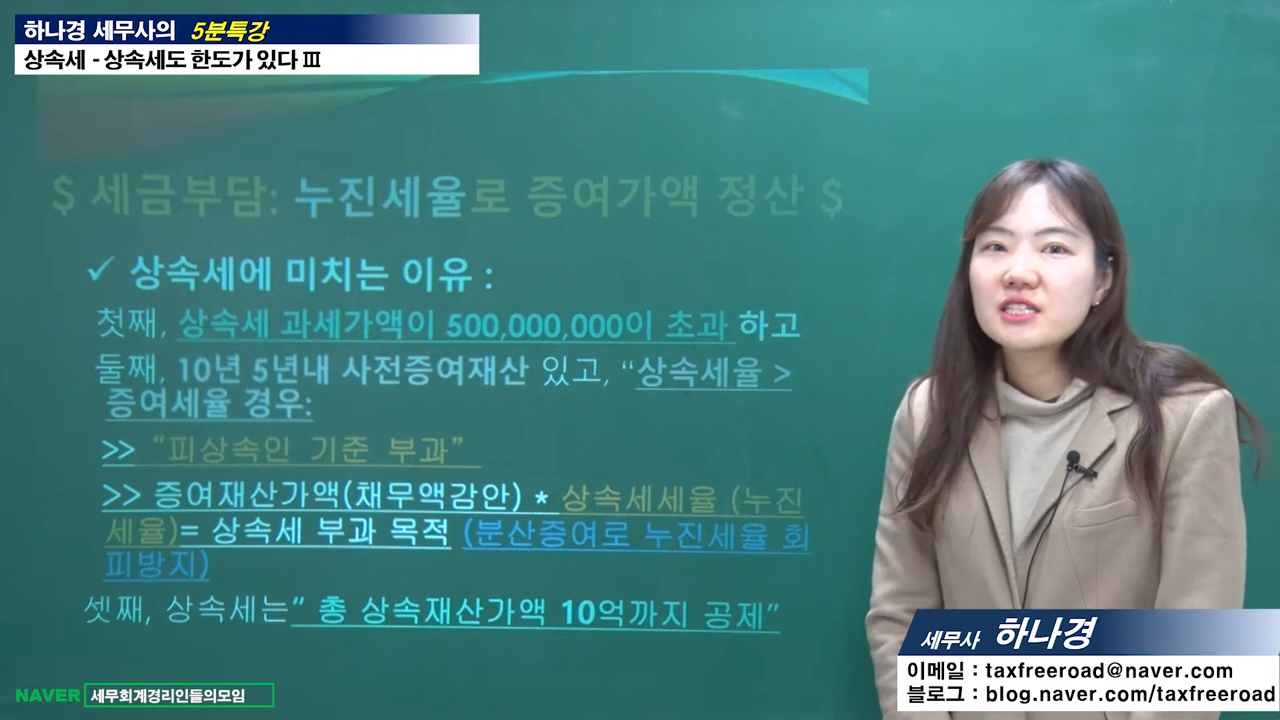 하나경 세무사의 5분특강
상속세 - 상속세도 한도가 있다 Ⅲ
$ 세금부담: 누진세율로 증여가액 정산 $
✓ 상속세에 미치는 이유 :
첫째, 상속세 과세가액이 500,000,000이 초과 하고
둘째, 10년 5년내 사전증여재산 있고, “상속세율 >
증여세율 경우:
>> “피상속인 기준 부과”
>> 증여재산가액(채무액감안) * 상속세세율 (누진
세율)= 상속세 부과 목적 (분산증여로 누진세율 회
피방지)
셋째, 상속세는“ 총 상속재산가액 10억까지 공제”
세무사 하나경
이메일 : taxfreeroad@naver.com
블로그 : blog.naver.com/taxfreeroad
NAVER 세무회계경리인들의모임